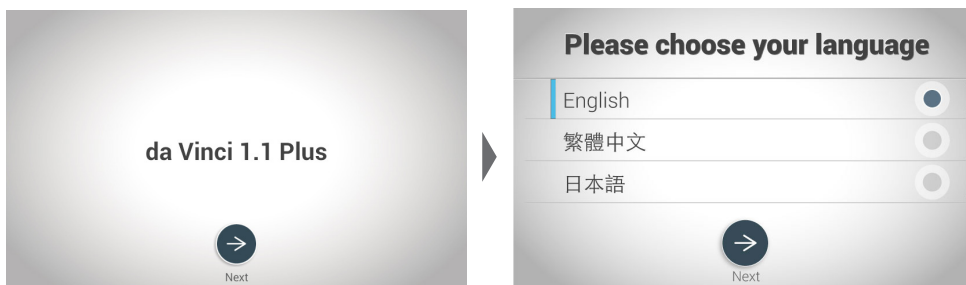 da Vinci 1.1 Plus
Next
Please choose your language
English
繁體中文
日本語
Next